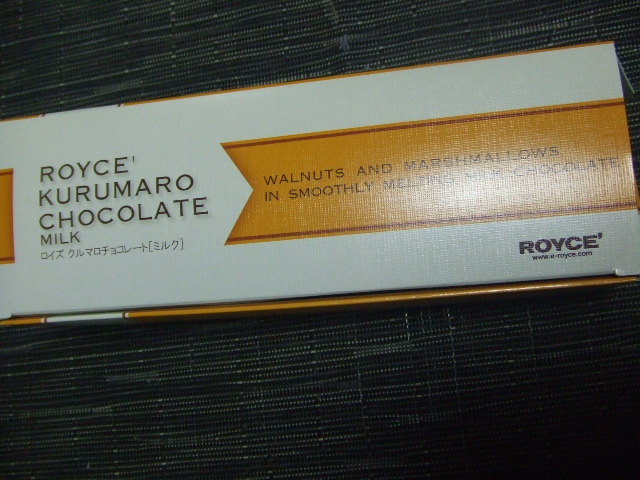 ROYCE'
KURUMARO
CHOCOLATE
MILK
ロイズ クルマロチョコレート[ミルク]
WALNUTS AND MARSHMALLOWS
IN SMOOTHLY MELTING MILK CHOCOLATE
ROYCE'
www.e-royce.com